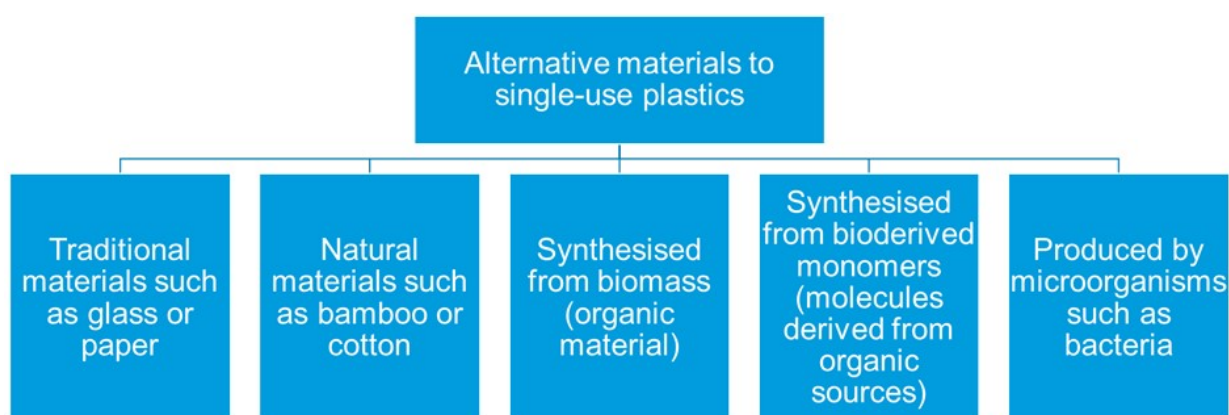 Alternative materials to
single-use plastics
Traditional
materials such
as glass or
paper
Natural
materials such
as bamboo or
cotton
Synthesised
from biomass
(organic
material)
Synthesised
from bioderived
monomers
(molecules
derived from
organic
sources)
Produced by
microorganisms
such as
bacteria